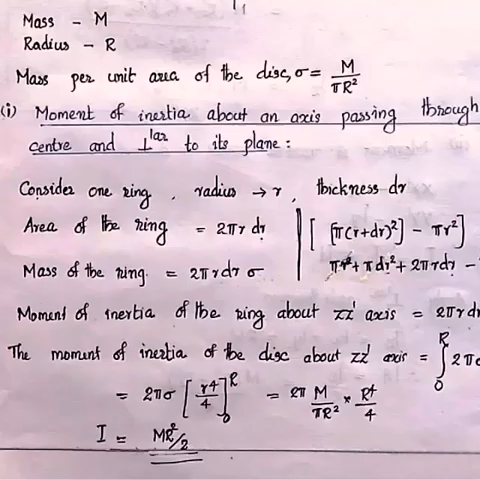 Mass - M
Radius - R
Mass per unit area of the disc, σ = M/πR²
(i) Moment of inertia about an axis passing through
centre and ⊥lar to its plane :
Consider one ring, radius → r, thickness dr
Area of the ring = 2πr dr | [ [π(r+dr)²] - πr² ]
Mass of the ring = 2πr dr σ | πr² + πdr² + 2πrdr -
Moment of inertia of the ring about zz' axis = 2πr dr
The moment of inertia of the disc about zz' axis = ∫₀ᴿ 2πσ
= 2πσ [r⁴/4]₀ᴿ = 2π M/πR² × R⁴/4
I = MR²/2